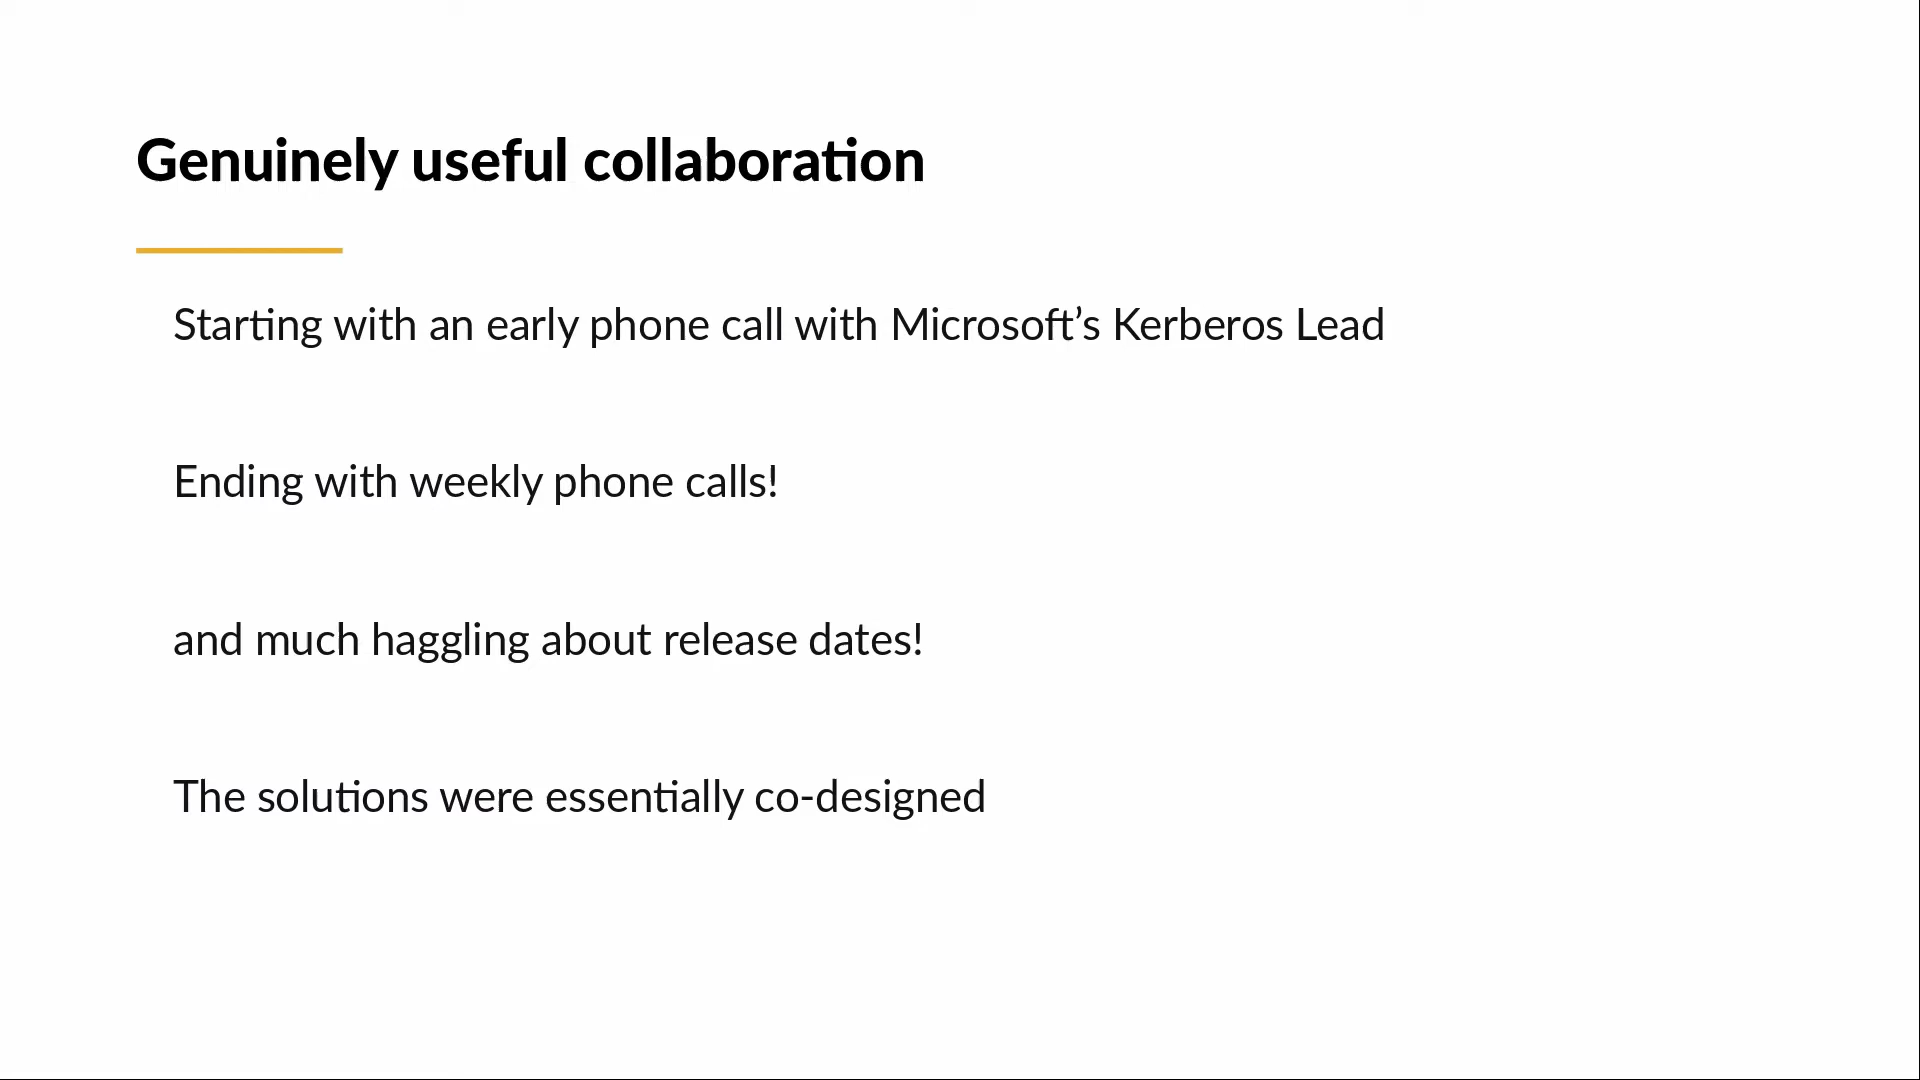 Genuinely useful collaboration
Starting with an early phone call with Microsoft’s Kerberos Lead
Ending with weekly phone calls!
and much haggling about release dates!
The solutions were essentially co-designed